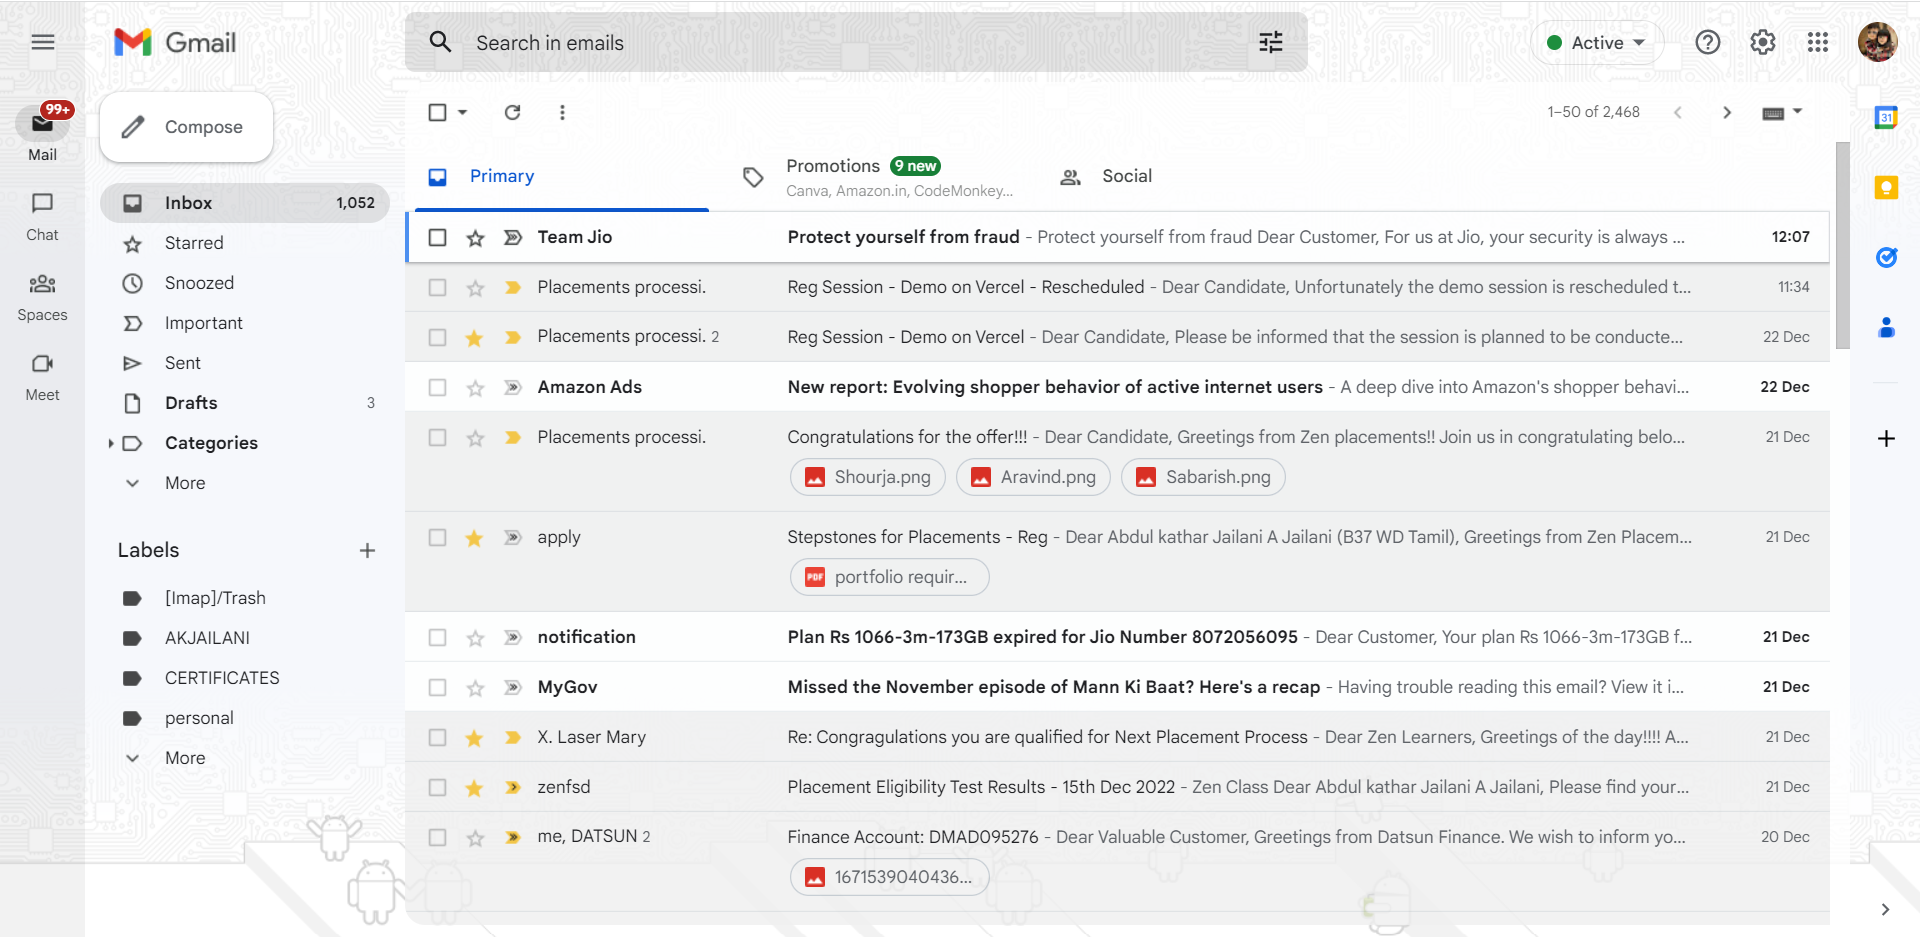 Gmail
Search in emails
Active
99+
Mail
Compose
1–50 of 2,468
31
Primary
Promotions 9 new
Canva, Amazon.in, CodeMonkey...
Social
Inbox 1,052
Chat
Starred
Snoozed
Spaces
Important
Sent
Meet
Drafts 3
Categories
More
Labels
[Imap]/Trash
AKJAILANI
CERTIFICATES
personal
More
Team Jio Protect yourself from fraud - Protect yourself from fraud Dear Customer, For us at Jio, your security is always ... 12:07
Placements processi. Reg Session - Demo on Vercel - Rescheduled - Dear Candidate, Unfortunately the demo session is rescheduled t... 11:34
Placements processi. 2 Reg Session - Demo on Vercel - Dear Candidate, Please be informed that the session is planned to be conducte... 22 Dec
Amazon Ads New report: Evolving shopper behavior of active internet users - A deep dive into Amazon's shopper behavi... 22 Dec
Placements processi. Congratulations for the offer!!! - Dear Candidate, Greetings from Zen placements!! Join us in congratulating belo... 21 Dec
Shourja.png Aravind.png Sabarish.png
apply Stepstones for Placements - Reg - Dear Abdul kathar Jailani A Jailani (B37 WD Tamil), Greetings from Zen Placem... 21 Dec
PDF portfolio requir...
notification Plan Rs 1066-3m-173GB expired for Jio Number 8072056095 - Dear Customer, Your plan Rs 1066-3m-173GB f... 21 Dec
MyGov Missed the November episode of Mann Ki Baat? Here's a recap - Having trouble reading this email? View it i... 21 Dec
X. Laser Mary Re: Congragulations you are qualified for Next Placement Process - Dear Zen Learners, Greetings of the day!!!! A... 21 Dec
zenfsd Placement Eligibility Test Results - 15th Dec 2022 - Zen Class Dear Abdul kathar Jailani A Jailani, Please find your... 21 Dec
me, DATSUN 2 Finance Account: DMADO95276 - Dear Valuable Customer, Greetings from Datsun Finance. We wish to inform yo... 20 Dec
1671539040436...